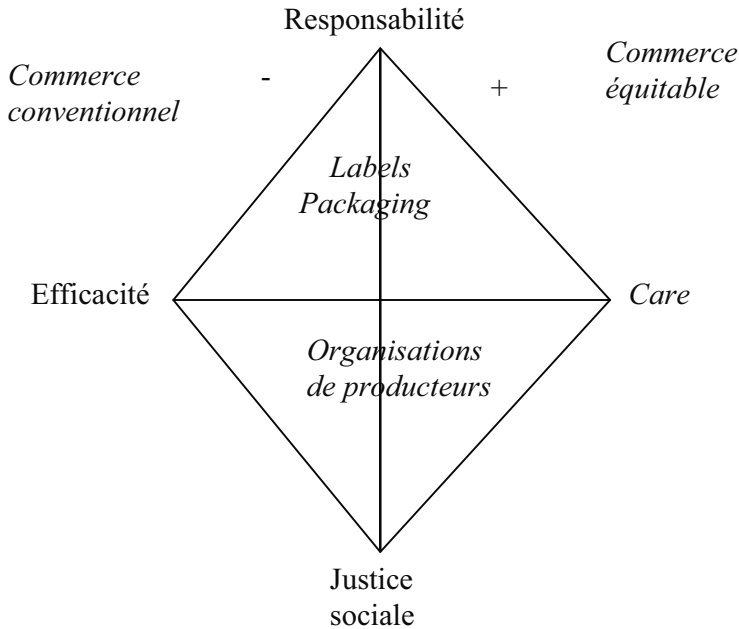 Responsabilité
Commerce
conventionnel
-
+
Commerce
équitable
Labels
Packaging
Efficacité
Care
Organisations
de producteurs
Justice
sociale